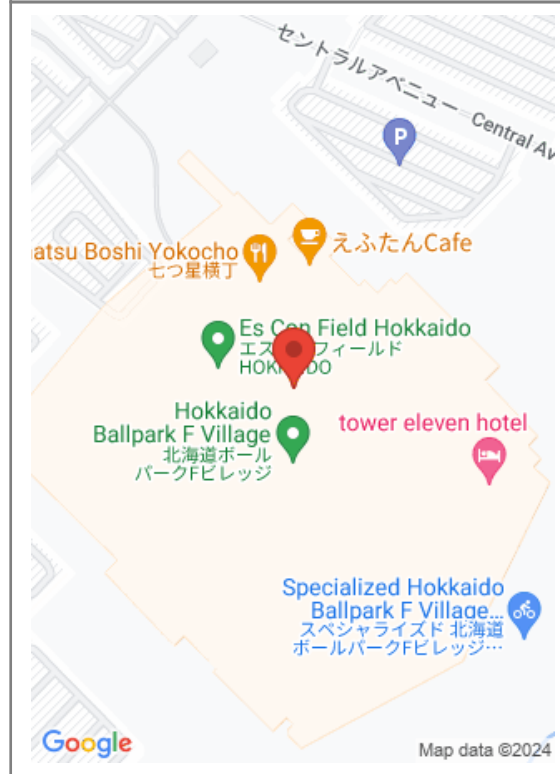 セントラルアベニュー Central Av
P
atsu Boshi Yokocho
七つ星横丁
えふたんCafe
Es Con Field Hokkaido
エス フィールド
HOK DO
Hokkaido
Ballpark F Village
北海道ボール
パークFビレッジ
tower eleven hotel
Specialized Hokkaido
Ballpark F Village...
スペシャライズド 北海道
ボールパークFビレッジ…
Google
Map data ©2024